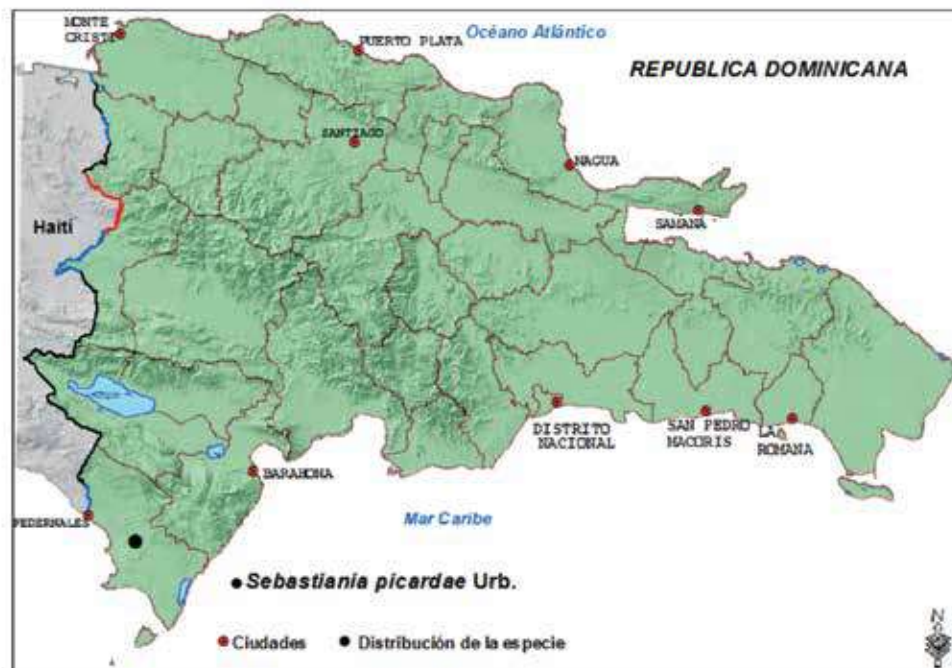 MONTE
CRISTI
PUERTO PLATA
Océano Atlántico
REPUBLICA DOMINICANA
SANTIAGO
NAGUA
SAMANA
Haití
DISTRITO
NACIONAL
SAN PEDRO
MACORIS
LA
ROMANA
BARAHONA
PEDERNALES
Mar Caribe
Sebastiania picardae Urb.
Ciudades
Distribución de la especie